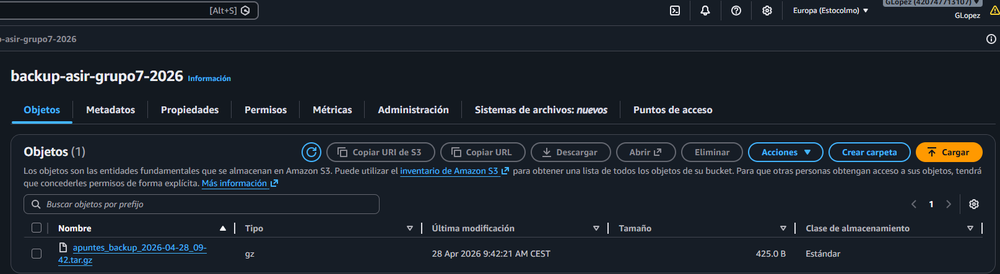 [Alt+S]
Europa (Estocolmo)
GLopez (420747713107)
GLopez
-asir-grupo7-2026
backup-asir-grupo7-2026 Información
Objetos Metadatos Propiedades Permisos Métricas Administración Sistemas de archivos: nuevos Puntos de acceso
Objetos (1) Copiar URI de S3 Copiar URL Descargar Abrir Eliminar Acciones Crear carpeta Cargar
Los objetos son las entidades fundamentales que se almacenan en Amazon S3. Puede utilizar el inventario de Amazon S3 para obtener una lista de todos los objetos de su bucket. Para que otras personas obtengan acceso a sus objetos, tendrá
que concederles permisos de forma explícita. Más información
Buscar objetos por prefijo 1
Nombre Tipo Última modificación Tamaño Clase de almacenamiento
apuntes_backup_2026-04-28_09- gz 28 Apr 2026 9:42:21 AM CEST 425.0 B Estándar
42.tar.gz